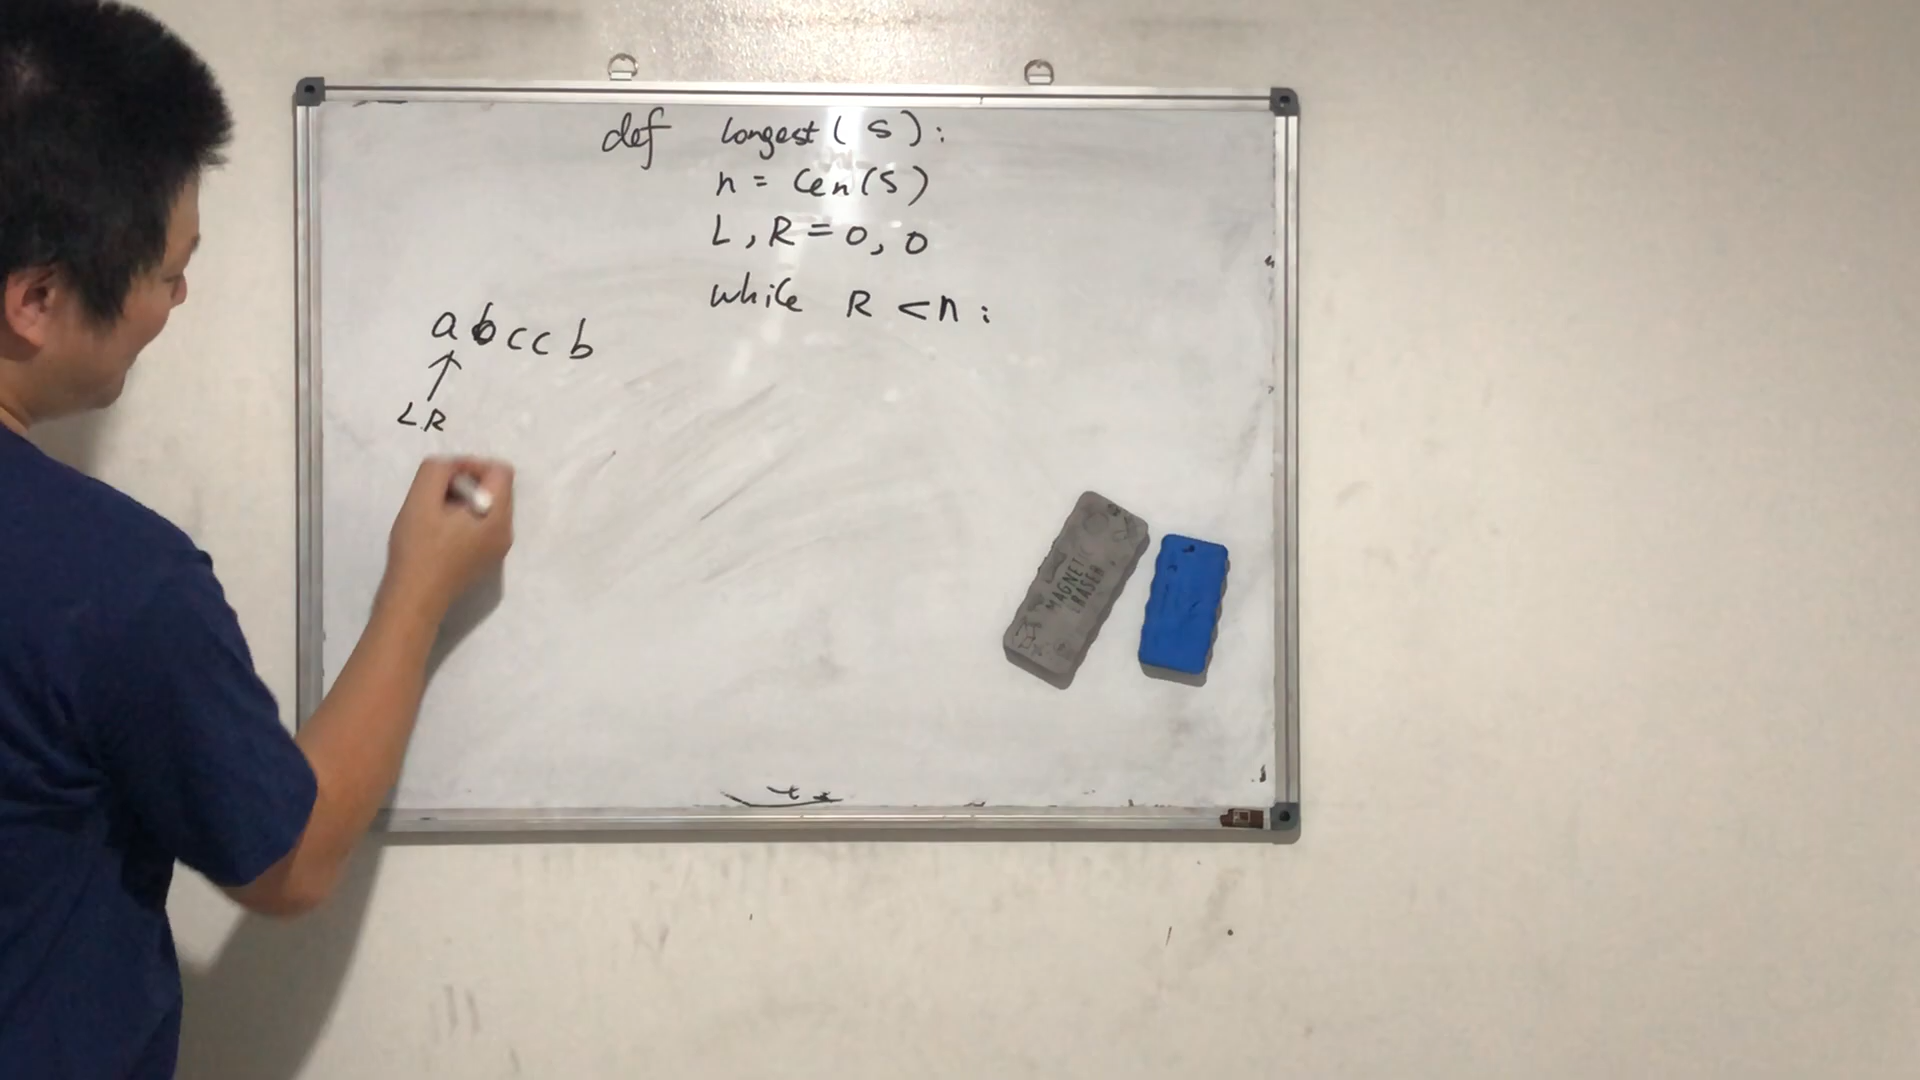 def longest(s):
n = len(s)
L, R = 0, 0
while R < n:
abccb
LR
MAGNETIC
ERASER